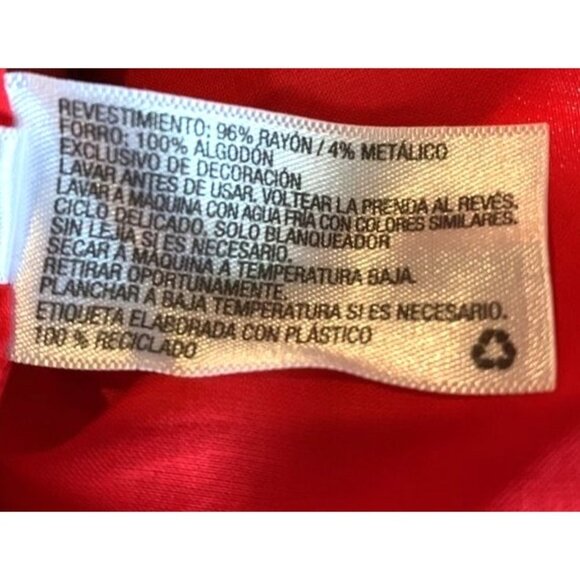 REVESTIMIENTO: 96% RAYÓN / 4% METÁLICO
FORRO: 100% ALGODÓN
EXCLUSIVO DE DECORACIÓN
LAVAR ANTES DE USAR. VOLTEAR LA PRENDA AL REVÉS.
LAVAR A MÁQUINA CON AGUA FRÍA CON COLORES SIMILARES.
CICLO DELICADO. SOLO BLANQUEADOR
SIN LEJÍA SI ES NECESARIO.
SECAR A MÁQUINA A TEMPERATURA BAJA.
RETIRAR OPORTUNAMENTE.
PLANCHAR A BAJA TEMPERATURA SI ES NECESARIO.
ETIQUETA ELABORADA CON PLÁSTICO
100 % RECICLADO